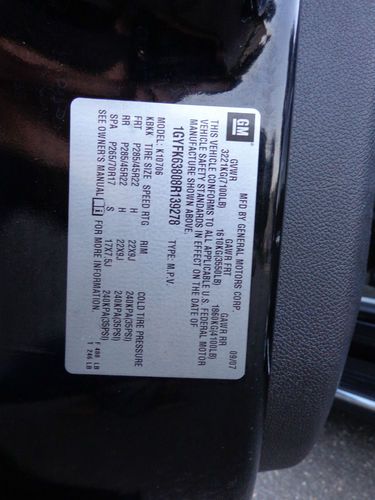 GM MFD BY GENERAL MOTORS CORP. 09/07
GVWR GAWR FRT GAWR RR
3221KG(7100LB) 1610KG(3550LB) 1860KG(4100LB)
THIS VEHICLE CONFORMS TO ALL APPLICABLE U.S. FEDERAL MOTOR
VEHICLE SAFETY STANDARDS IN EFFECT ON THE DATE OF
MANUFACTURE SHOWN ABOVE.
1GYFK63808R139278 TYPE: M.P.V.
MODEL: K10706
KBKK TIRE SIZE SPEED RTG RIM COLD TIRE PRESSURE
FRT P285/45R22 H 22X9J 240KPA(35PSI)
RR P285/45R22 H 22X9J 240KPA(35PSI)
SPA P265/70R17 S 17X7.5J 240KPA(35PSI)
SEE OWNER'S MANUAL i